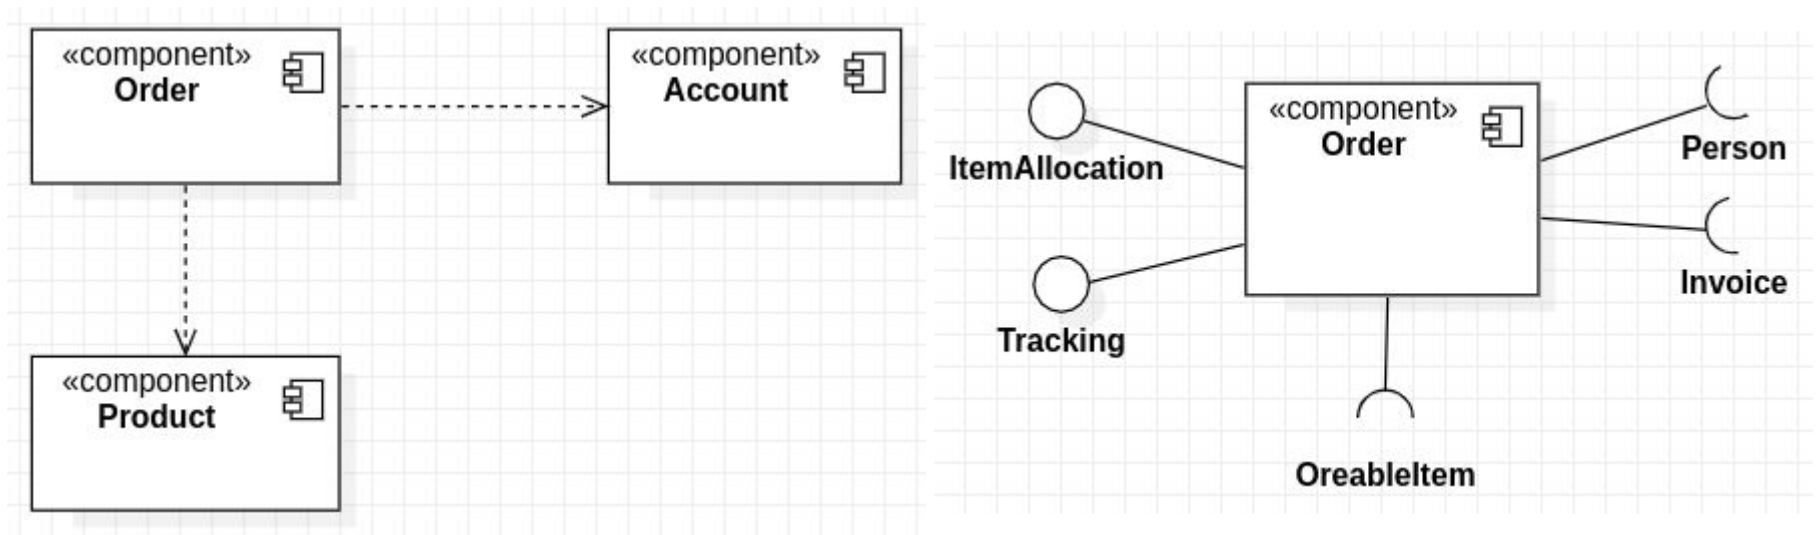 «component»
Order
«component»
Account
«component»
Product
«component»
Order
ItemAllocation
Person
Invoice
Tracking
OreableItem